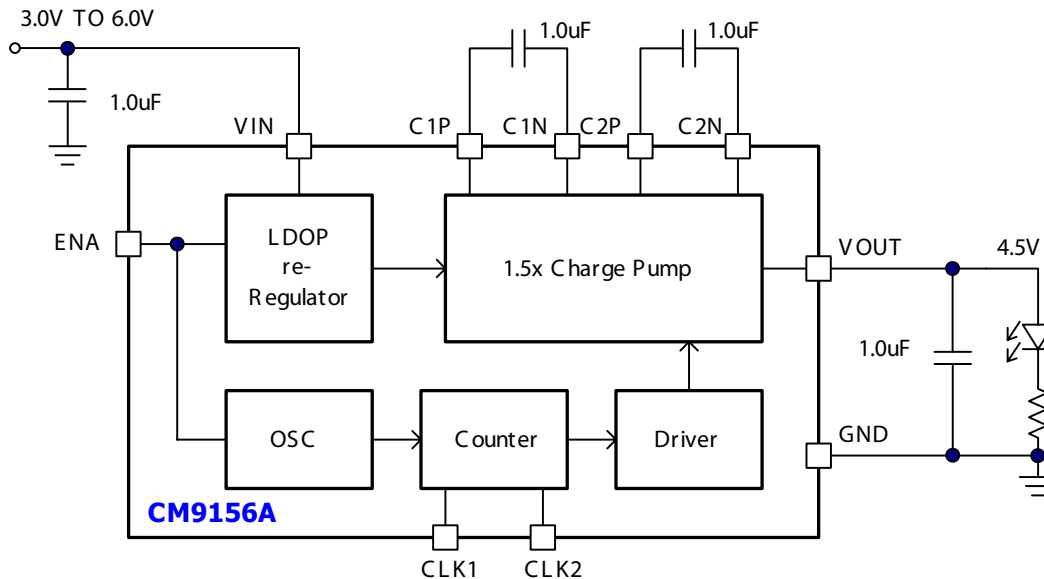 3.0V TO 6.0V
1.0uF
1.0uF
1.0uF
VIN
C1P
C1N
C2P
C2N
ENA
LDOP
re-
Regulator
1.5x Charge Pump
VOUT
4.5V
1.0uF
OSC
Counter
Driver
GND
CM9156A
CLK1
CLK2